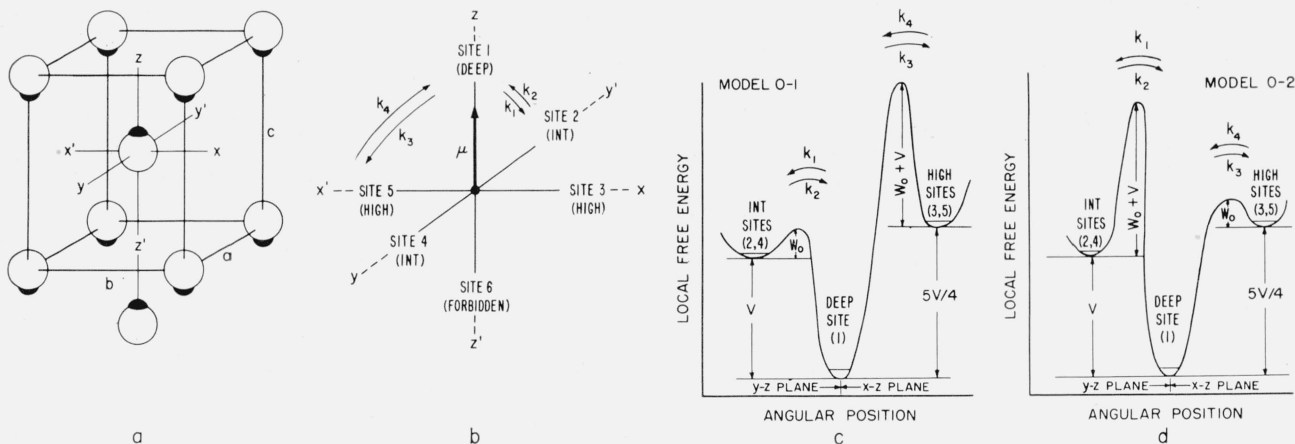 z
y'
x'
x
y
c
z'
a
b
a
z
SITE 1
(DEEP)
k4
k3
k2
k1
y'
SITE 2
(INT)
μ
x'
SITE 5
(HIGH)
SITE 3
(HIGH)
x
SITE 4
(INT)
y
SITE 6
(FORBIDDEN)
z'
b
LOCAL FREE ENERGY
MODEL O-1
k4
k3
k1
k2
W0 + V
HIGH
SITES
(3,5)
INT
SITES
(2,4)
W0
V
DEEP
SITE
(1)
5V/4
y-z PLANE
x-z PLANE
ANGULAR POSITION
c
LOCAL FREE ENERGY
k1
k2
MODEL O-2
k4
k3
W0 + V
HIGH
SITES
(3,5)
INT
SITES
(2,4)
W0
V
DEEP
SITE
(1)
5V/4
y-z PLANE
x-z PLANE
ANGULAR POSITION
d